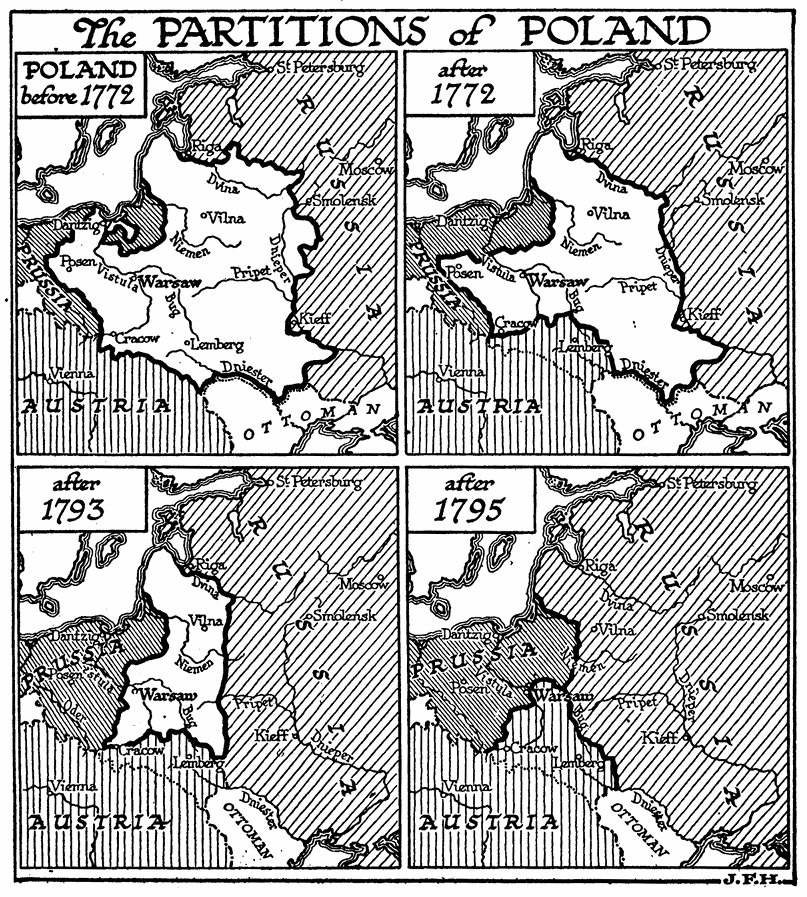 The PARTITIONS of POLAND
POLAND
before 1772
St. Petersburg
R U S S I A
Riga
Dvina
Moscow
Smolensk
Vilna
Dantzig
Niemen
Dnieper
PRUSSIA
Posen
Vistula
Warsaw
Pripet
Bug
Kieff
Cracow
Lemberg
Dniester
Vienna
AUSTRIA
OTTOMAN
after
1772
St. Petersburg
R U S S I A
Riga
Moscow
Dvina
Smolensk
Vilna
Dantzig
Niemen
Dnieper
PRUSSIA
Posen
Vistula
Warsaw
Pripet
Bug
Kieff
Cracow
Lemberg
Dniester
Vienna
AUSTRIA
OTTOMAN
after
1793
St. Petersburg
R U S S I A
Riga
Dvina
Moscow
Smolensk
Vilna
Dantzig
PRUSSIA
Niemen
Posen
Vistula
Warsaw
Oder
Bug
Pripet
Kieff
Dnieper
Cracow
Lemberg
Vienna
Dniester
AUSTRIA
OTTOMAN
after
1795
St. Petersburg
R U S S I A
Riga
Moscow
Dvina
Smolensk
Vilna
Dantzig
PRUSSIA
Niemen
Posen
Vistula
Warsaw
Dnieper
Bug
Pripet
Kieff
Cracow
Lemberg
Vienna
Dniester
AUSTRIA
OTTOMAN
J.F.H.